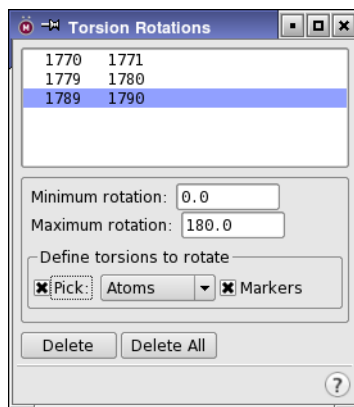 Torsion Rotations
1770 1771
1779 1780
1789 1790
Minimum rotation: 0.0
Maximum rotation: 180.0
Define torsions to rotate
Pick: Atoms Markers
Delete Delete All
?